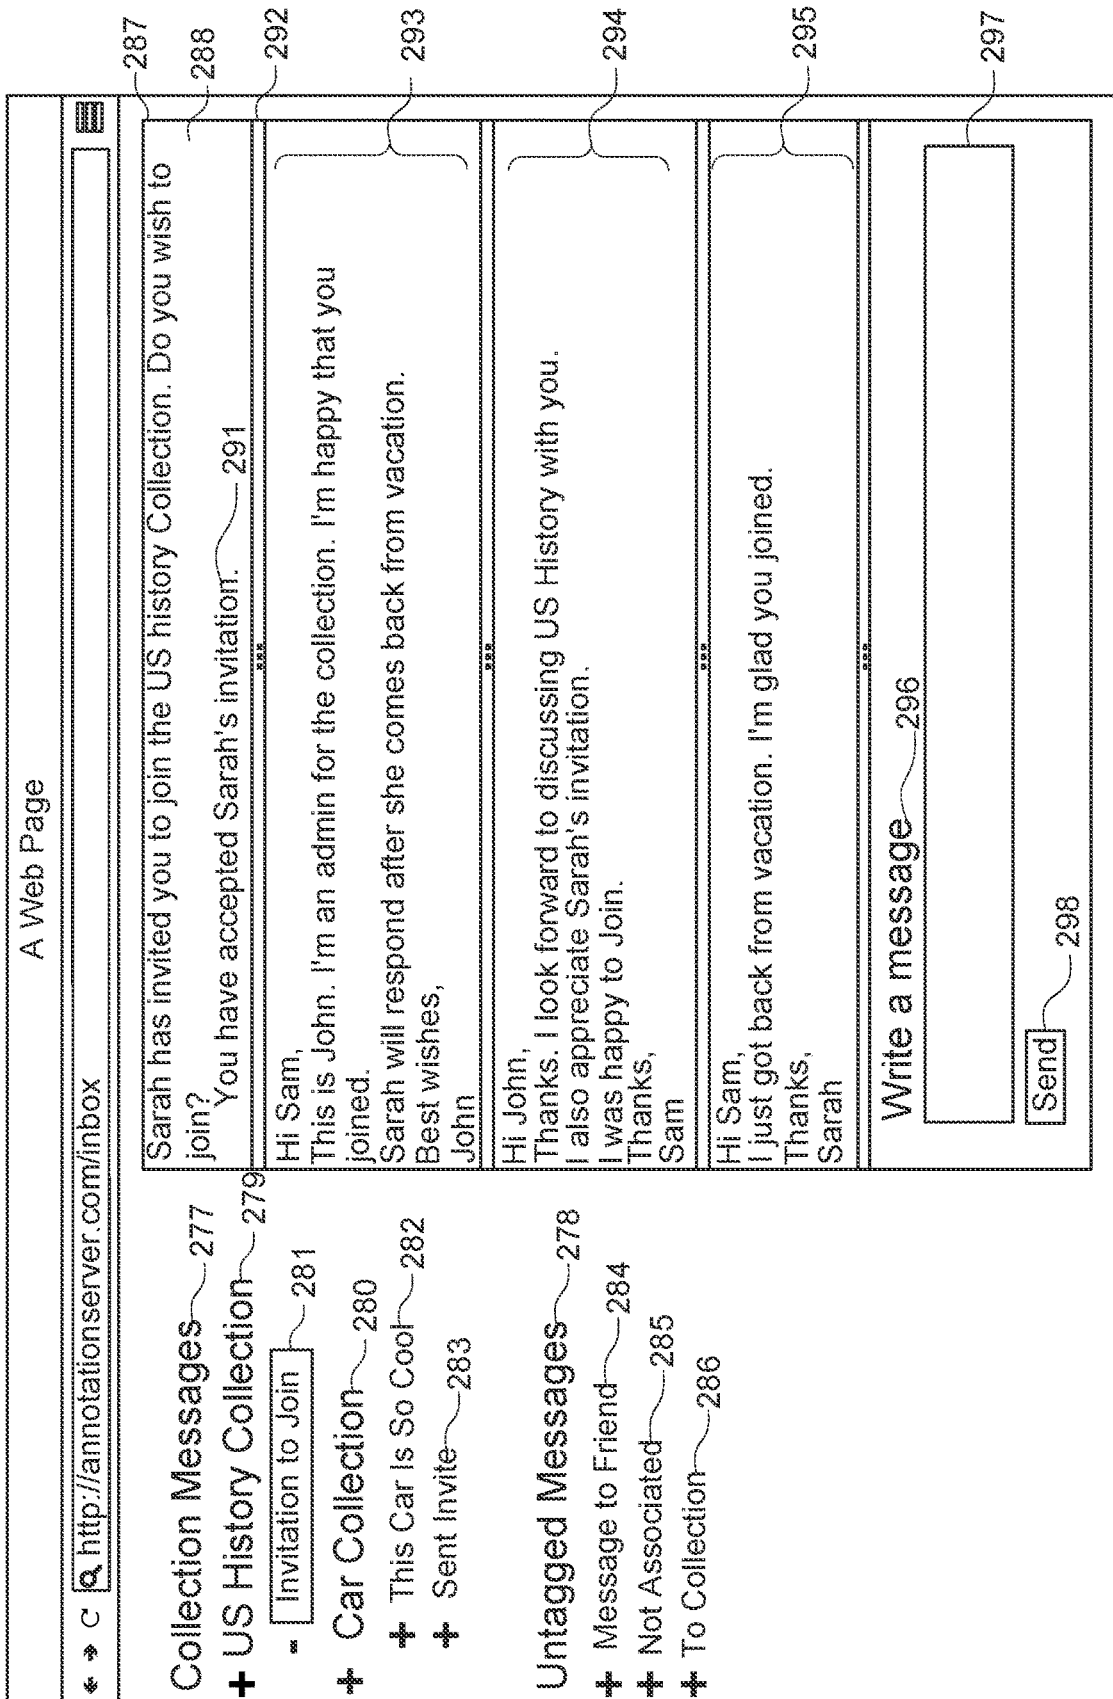 A Web Page
http://annotationserver.com/inbox
Collection Messages 277
+ US History Collection 279
- Invitation to Join 281
+ Car Collection 280
+ This Car Is So Cool 282
+ Sent Invite 283
Untagged Messages 278
+ Message to Friend 284
+ Not Associated 285
+ To Collection 286
287
Sarah has invited you to join the US history Collection. Do you wish to
join?
288
You have accepted Sarah's invitation. 291
292
Hi Sam,
This is John. I'm an admin for the collection. I'm happy that you
joined.
Sarah will respond after she comes back from vacation.
Best wishes,
John
293
Hi John,
Thanks. I look forward to discussing US History with you.
I also appreciate Sarah's invitation.
I was happy to Join.
Thanks,
Sam
294
Hi Sam,
I just got back from vacation. I'm glad you joined.
Thanks,
Sarah
295
Write a message 296
297
Send 298